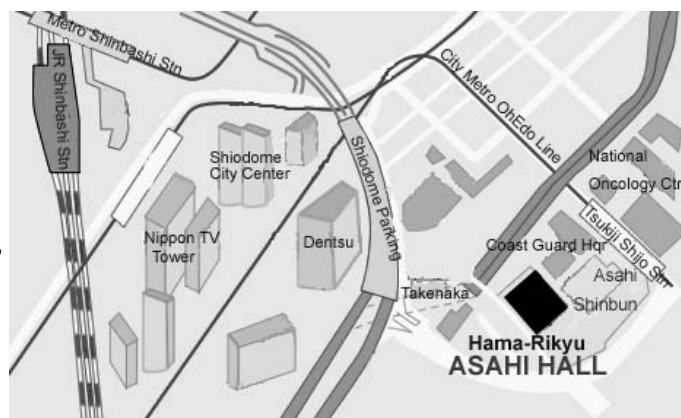 Metro Shinbashi Stn
JR Shinbashi Stn
City Metro OhEdo Line
Shiodome
City Center
Shiodome Parking
National
Oncology Ctr
Nippon TV
Tower
Dentsu
Tsukiji Shijo Stn
Coast Guard Hqr
Takenaka
Asahi
Shinbun
Hama-Rikyu
ASAHI HALL